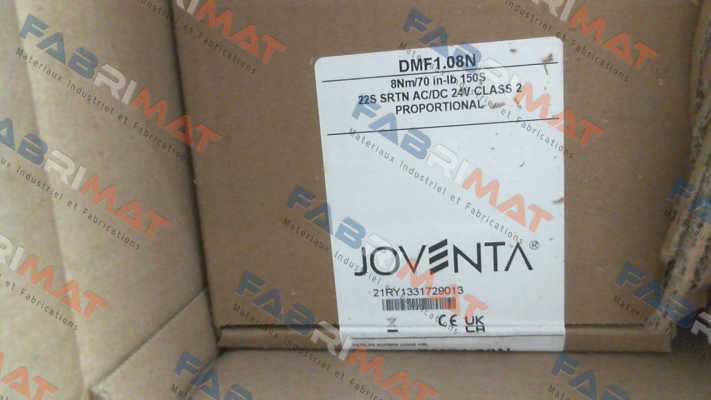 DMF1.08N
8Nm/70 in-lb 150S
22S SRTN AC/DC 24V CLASS 2
PROPORTIONAL
JOVENTA®
21RY1331729013
CE UK
CA
FABRIMAT
Matériaux Industriel et Fabrications